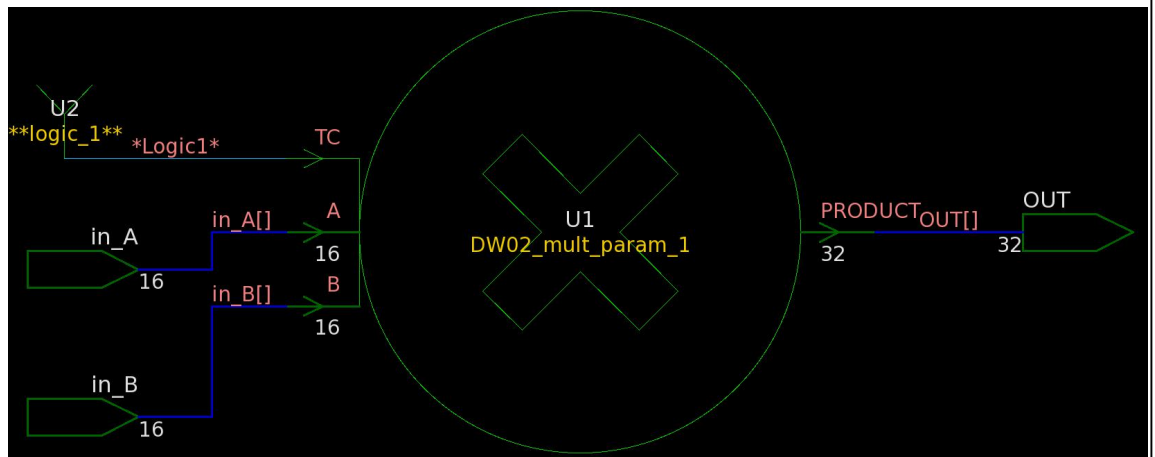 U2
**logic_1**
*Logic1*
TC
in_A
16
in_A[]
A
16
in_B[]
B
16
in_B
16
U1
DW02_mult_param_1
PRODUCT
32
OUT[]
OUT
32